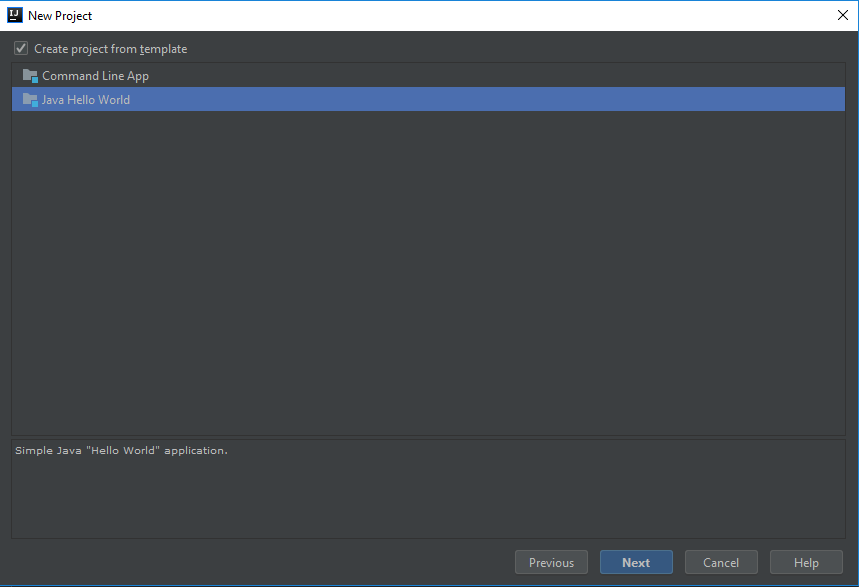 IJ New Project
Create project from template
Command Line App
Java Hello World
Simple Java "Hello World" application.
Previous Next Cancel Help